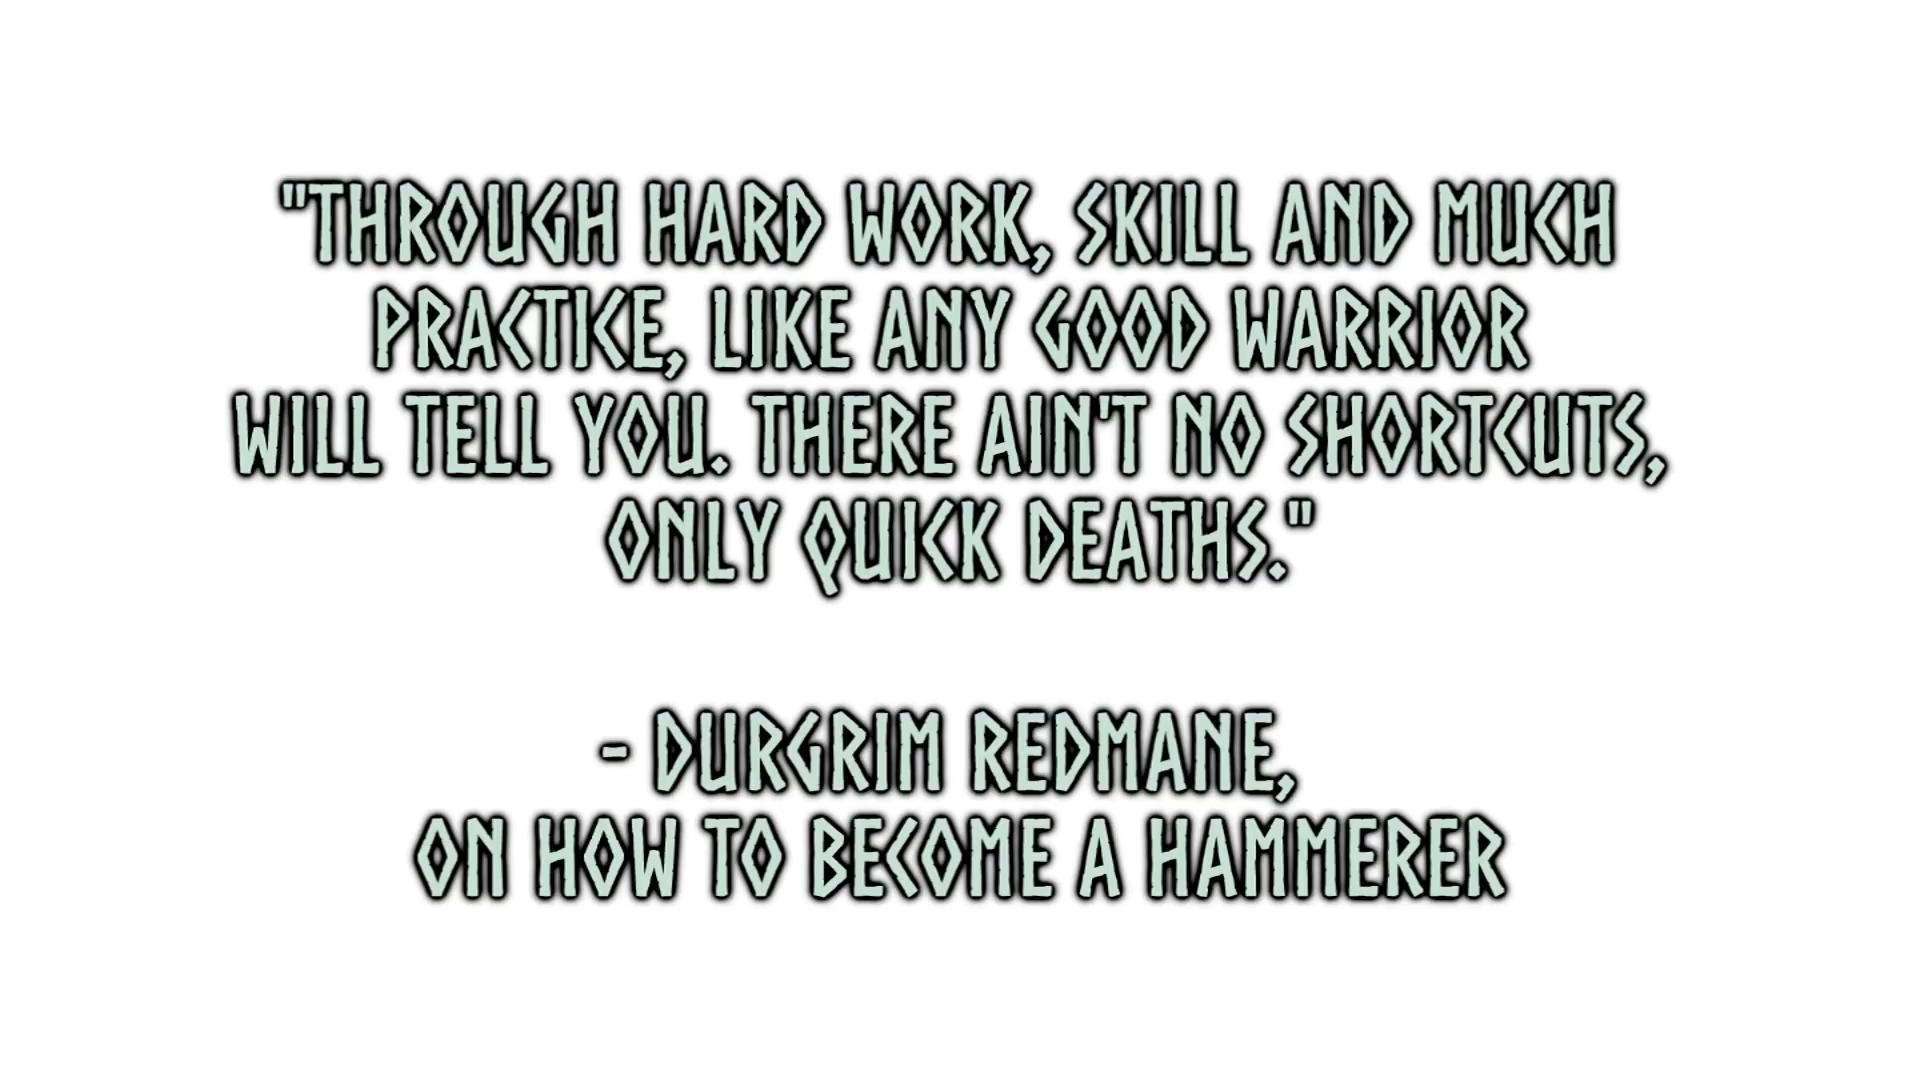 "THROUGH HARD WORK, SKILL AND MUCH
PRACTICE, LIKE ANY GOOD WARRIOR
WILL TELL YOU. THERE AIN'T NO SHORTCUTS,
ONLY QUICK DEATHS."
- DURGRIM REDMANE,
ON HOW TO BECOME A HAMMERER